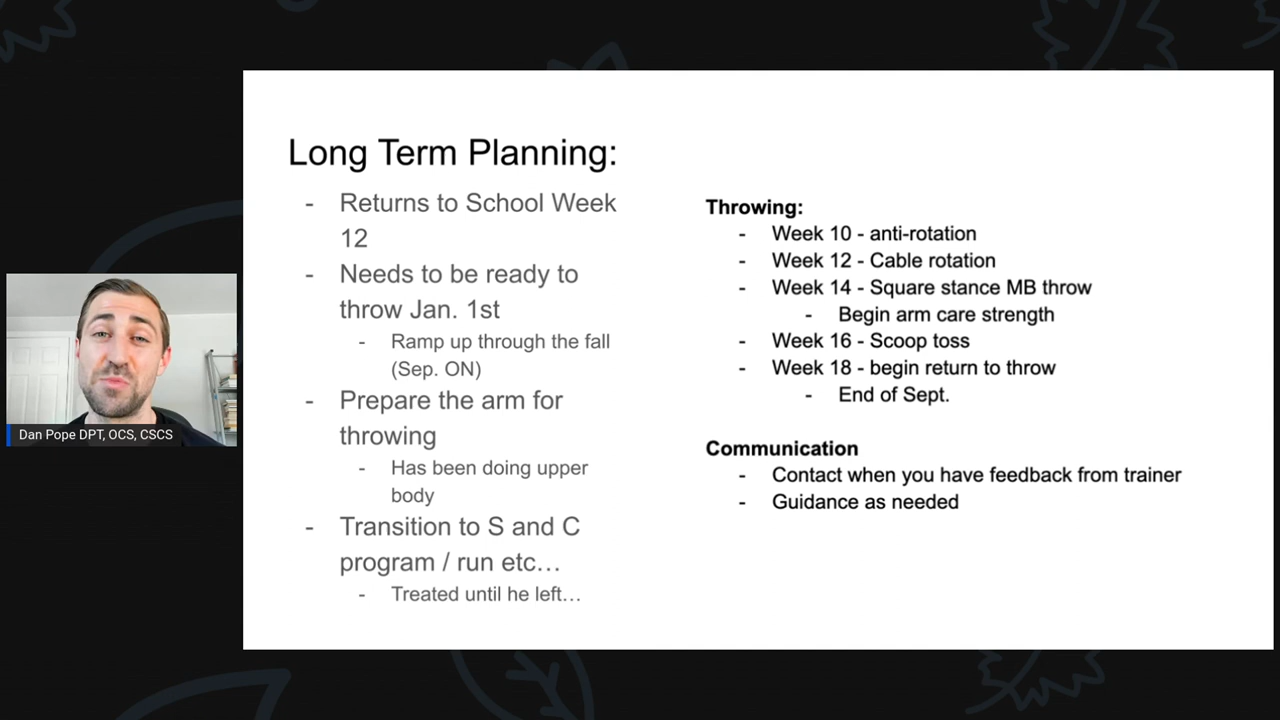 Long Term Planning:
- Returns to School Week
12
- Needs to be ready to
throw Jan. 1st
- Ramp up through the fall
(Sep. ON)
- Prepare the arm for
throwing
- Has been doing upper
body
- Transition to S and C
program / run etc…
- Treated until he left…
Throwing:
- Week 10 - anti-rotation
- Week 12 - Cable rotation
- Week 14 - Square stance MB throw
- Begin arm care strength
- Week 16 - Scoop toss
- Week 18 - begin return to throw
- End of Sept.
Communication
- Contact when you have feedback from trainer
- Guidance as needed
Dan Pope DPT, OCS, CSCS